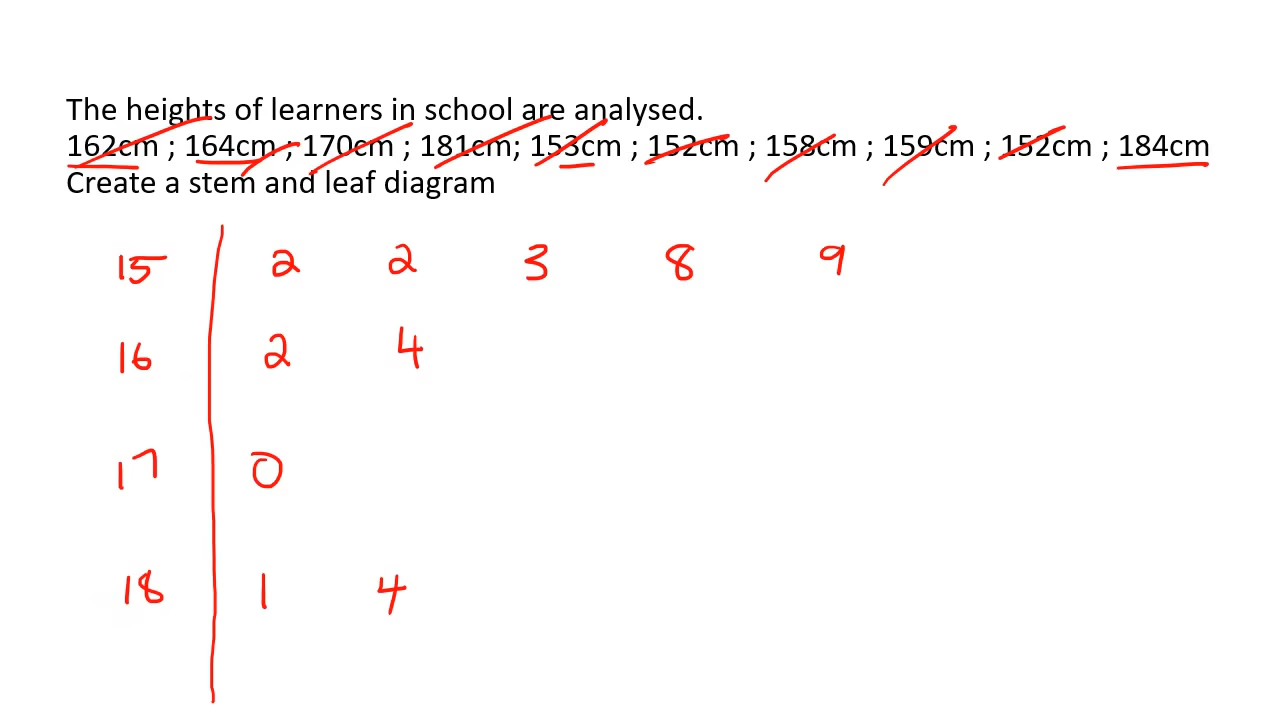 The heights of learners in school are analysed.
162cm ; 164cm ; 170cm ; 181cm; 153cm ; 152cm ; 158cm ; 159cm ; 152cm ; 184cm
Create a stem and leaf diagram
15 2 2 3 8 9
16 2 4
17 0
18 1 4